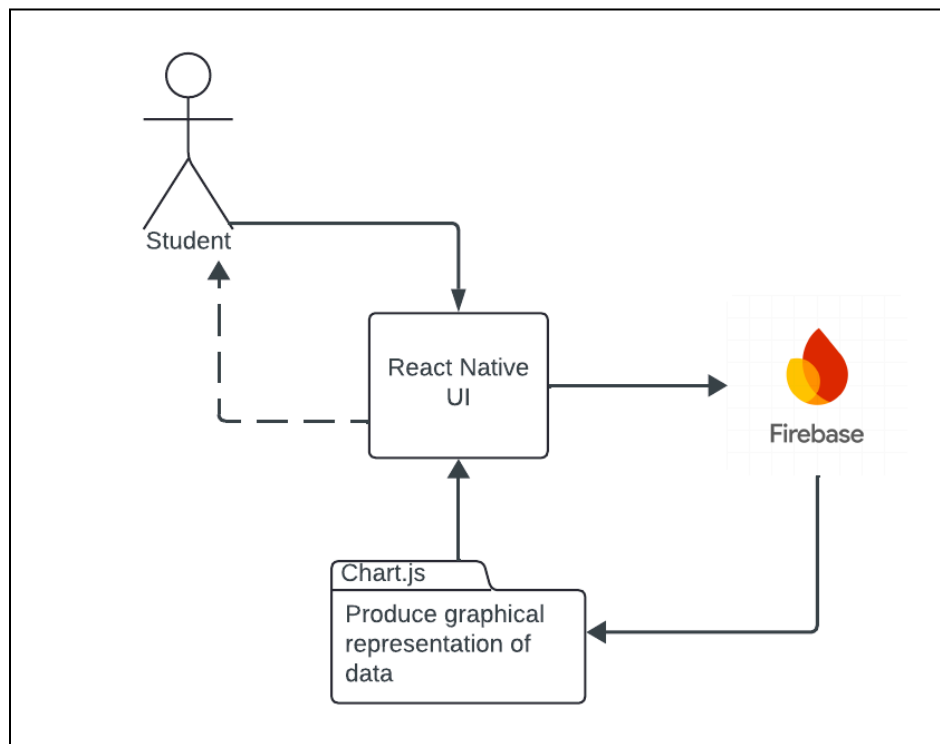 Student
React Native
UI
Firebase
Chart.js
Produce graphical
representation of
data